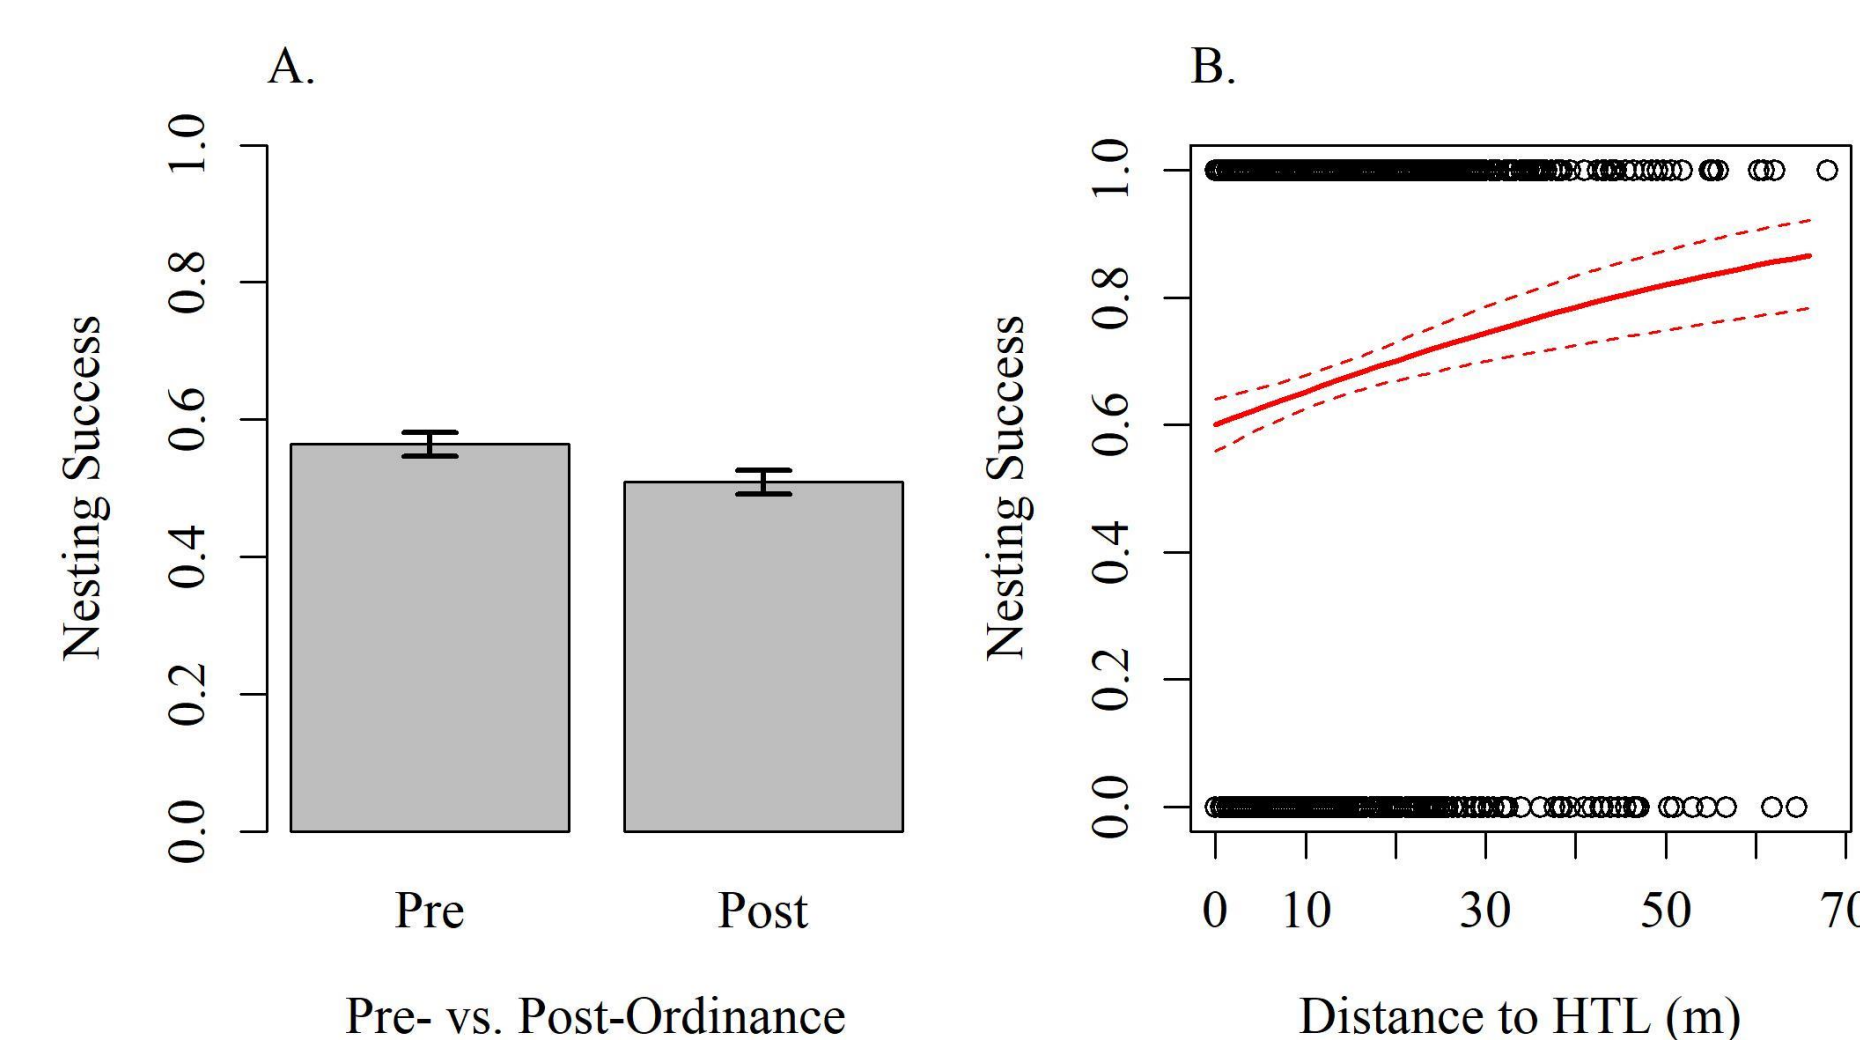 A.
Nesting Success
1.0
0.8
0.6
0.4
0.2
0.0
Pre Post
Pre- vs. Post-Ordinance
B.
Nesting Success
1.0
0.8
0.6
0.4
0.2
0.0
0 10 30 50 70
Distance to HTL (m)